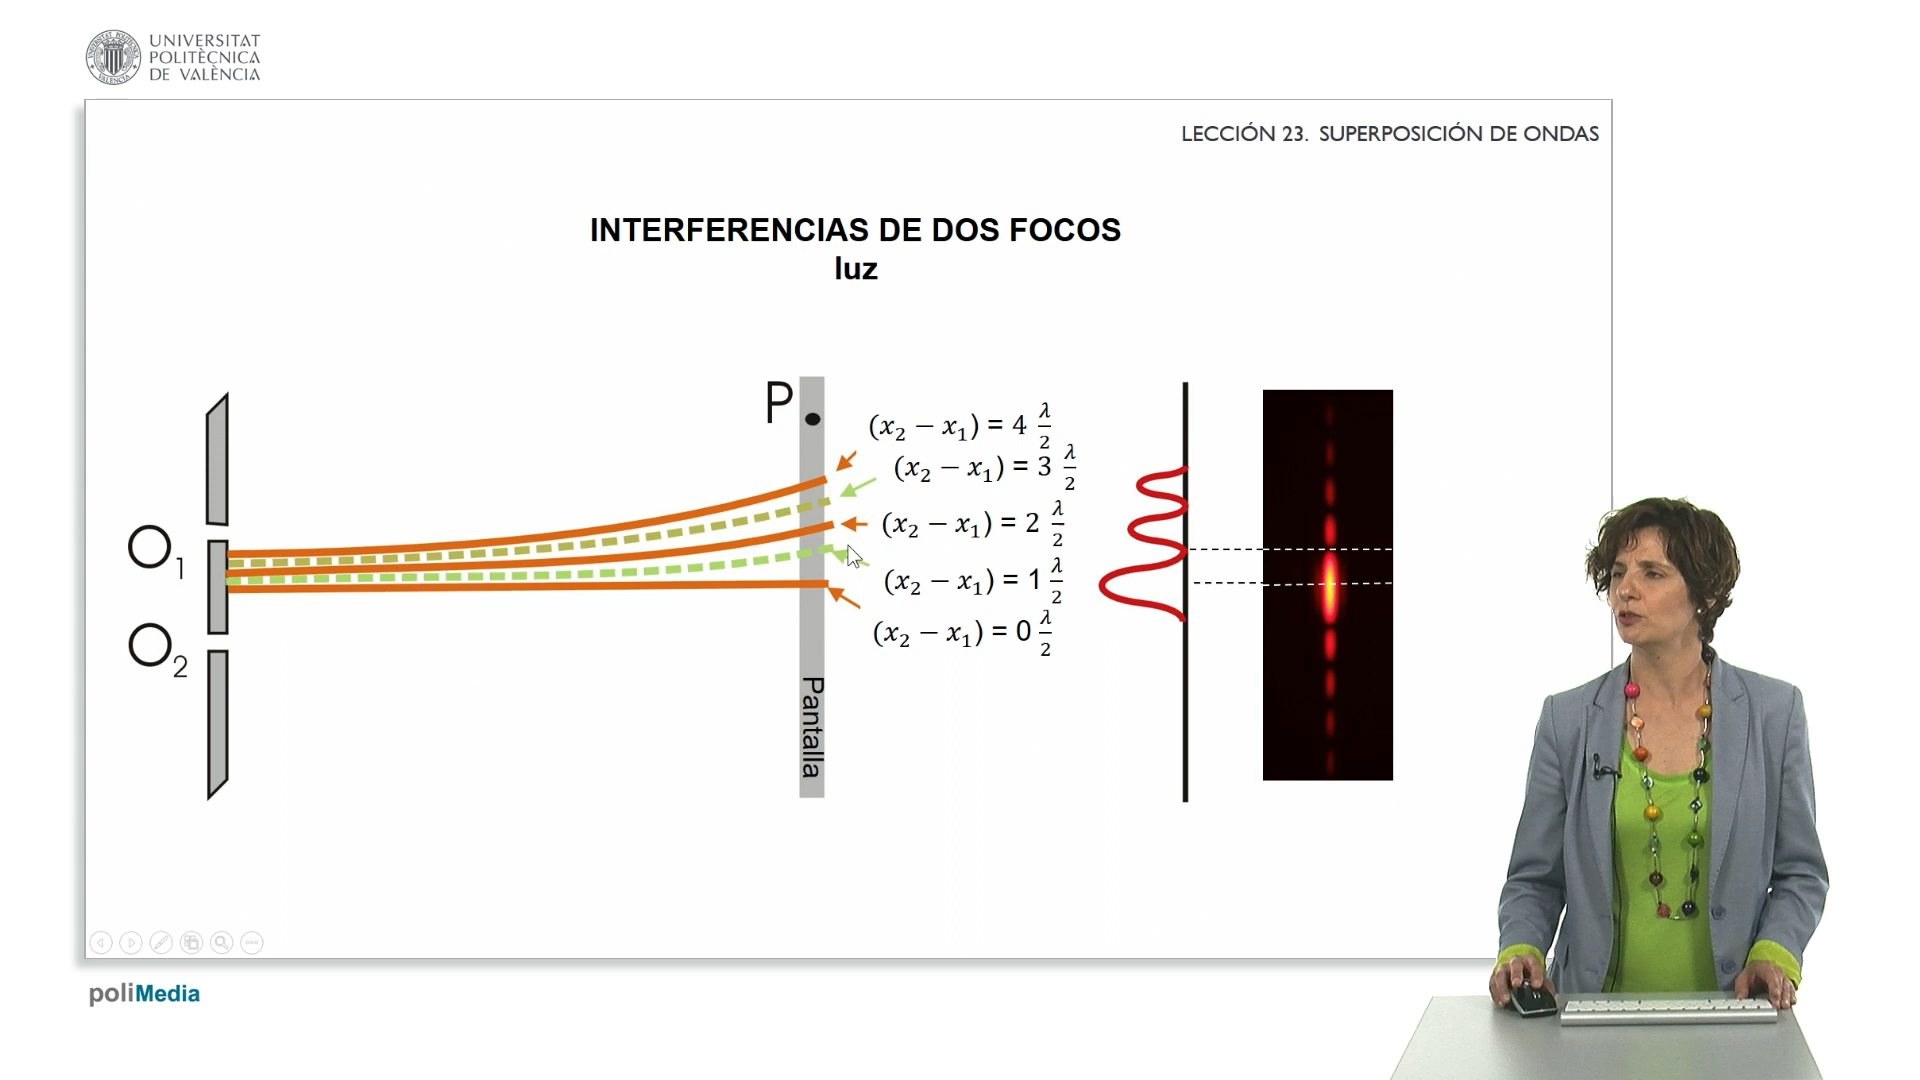 UNIVERSITAT
POLITÈCNICA
DE VALÈNCIA
LECCIÓN 23. SUPERPOSICIÓN DE ONDAS
INTERFERENCIAS DE DOS FOCOS
luz
P
(x₂ − x₁) = 4 λ/2
(x₂ − x₁) = 3 λ/2
(x₂ − x₁) = 2 λ/2
(x₂ − x₁) = 1 λ/2
(x₂ − x₁) = 0 λ/2
O₁
O₂
Pantalla
poliMedia